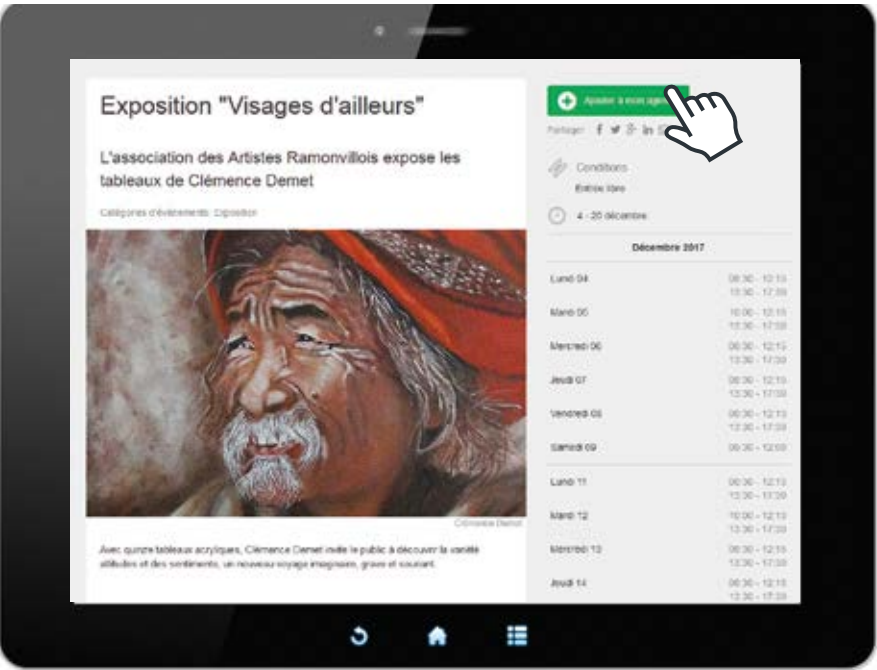 Exposition "Visages d'ailleurs"
L'association des Artistes Ramonvillois expose les
tableaux de Clémence Demet
Catégories d'évènements: Exposition
Clémence Demet
Avec quinze tableaux acryliques, Clémence Demet invite le public à découvrir la variété
attitudes et des sentiments, un nouveau voyage imaginaire, grave et souriant.
Ajouter à mon
Partager
Conditions
Entrée libre
4 - 20 décembre
Décembre 2017
Lundi 04 08:30 - 12:15
13:30 - 17:30
Mardi 05 10:00 - 12:15
13:30 - 17:30
Mercredi 06 08:30 - 12:15
13:30 - 17:30
Jeudi 07 08:30 - 12:15
13:30 - 17:30
Vendredi 08 08:30 - 12:15
13:30 - 17:30
Samedi 09 09:30 - 12:00
Lundi 11 08:30 - 12:15
13:30 - 17:30
Mardi 12 10:00 - 12:15
13:30 - 17:30
Mercredi 13 08:30 - 12:15
13:30 - 17:30
Jeudi 14 08:30 - 12:15
13:30 - 17:30